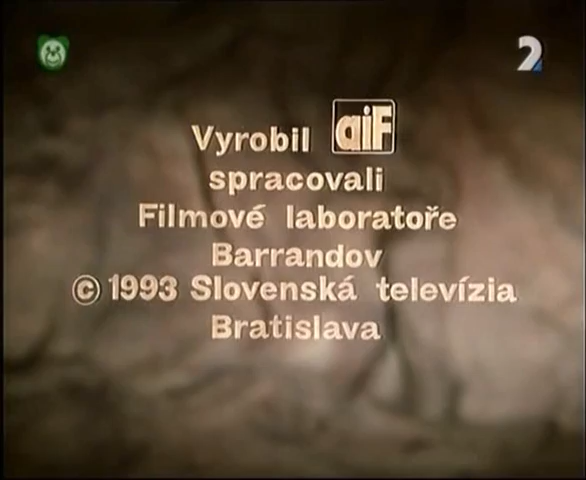 2
Vyrobil aiF
spracovali
Filmové laboratoře
Barrandov
© 1993 Slovenská televízia
Bratislava